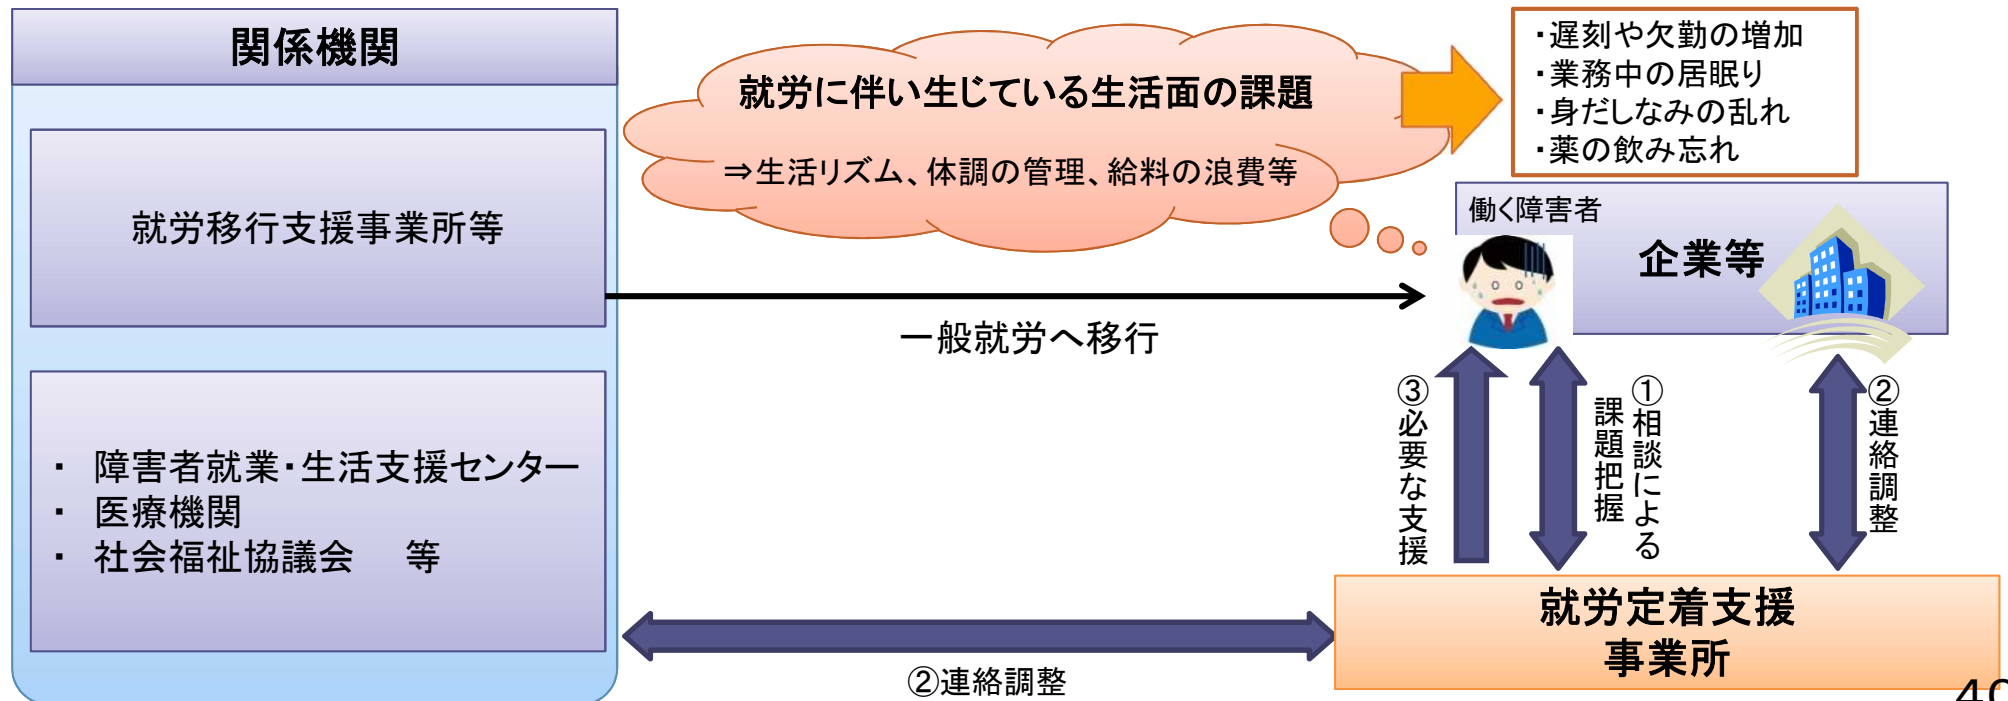 関係機関
就労移行支援事業所等
・ 障害者就業・生活支援センター
・ 医療機関
・ 社会福祉協議会 等
就労に伴い生じている生活面の課題
⇒生活リズム、体調の管理、給料の浪費等
・遅刻や欠勤の増加
・業務中の居眠り
・身だしなみの乱れ
・薬の飲み忘れ
働く障害者
企業等
一般就労へ移行
③必要な支援
①相談による
課題把握
②連絡調整
②連絡調整
就労定着支援
事業所